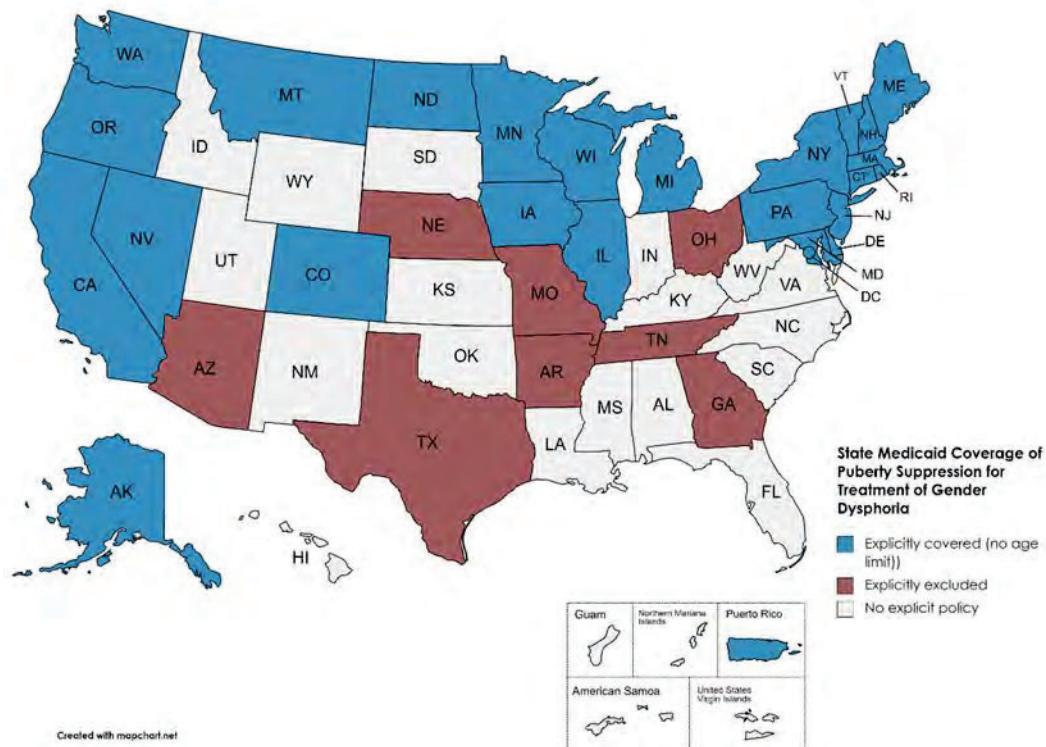 WA
MT
ND
MN
VT
ME
OR
ID
SD
WI
NH
NY
MA
WY
MI
CT
RI
IA
PA
NE
NJ
NV
OH
IL
IN
DE
UT
CO
WV
MD
CA
VA
KS
MO
KY
DC
NC
TN
AZ
OK
NM
AR
SC
MS
AL
GA
TX
LA
FL
AK
HI
State Medicaid Coverage of
Puberty Suppression for
Treatment of Gender
Dysphoria
Explicitly covered (no age
limit))
Explicitly excluded
No explicit policy
Guam
Northern Mariana
Islands
Puerto Rico
American Samoa
United States
Virgin Islands
Created with mapchart.net